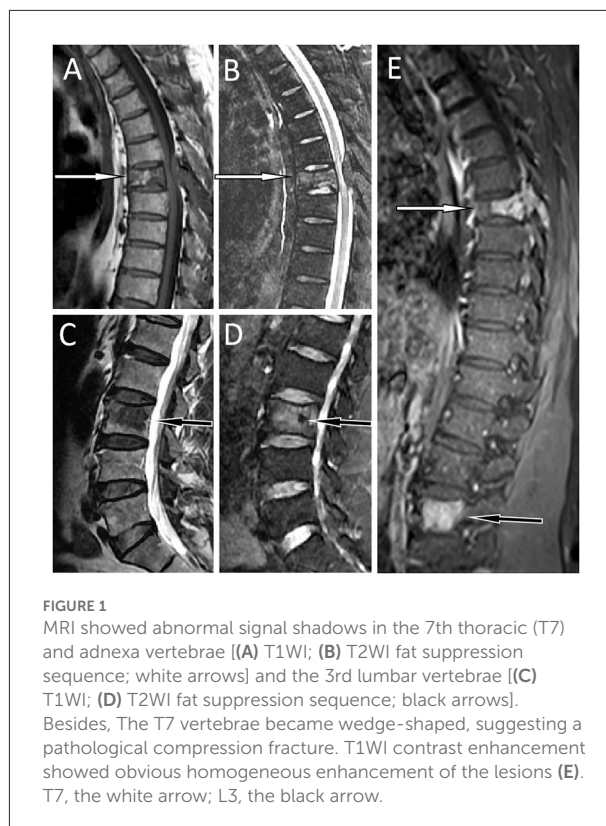 A
B
E
C
D
FIGURE 1
MRI showed abnormal signal shadows in the 7th thoracic (T7)
and adnexa vertebrae [(A) T1WI; (B) T2WI fat suppression
sequence; white arrows] and the 3rd lumbar vertebrae [(C)
T1WI; (D) T2WI fat suppression sequence; black arrows].
Besides, The T7 vertebrae became wedge-shaped, suggesting a
pathological compression fracture. T1WI contrast enhancement
showed obvious homogeneous enhancement of the lesions (E).
T7, the white arrow; L3, the black arrow.